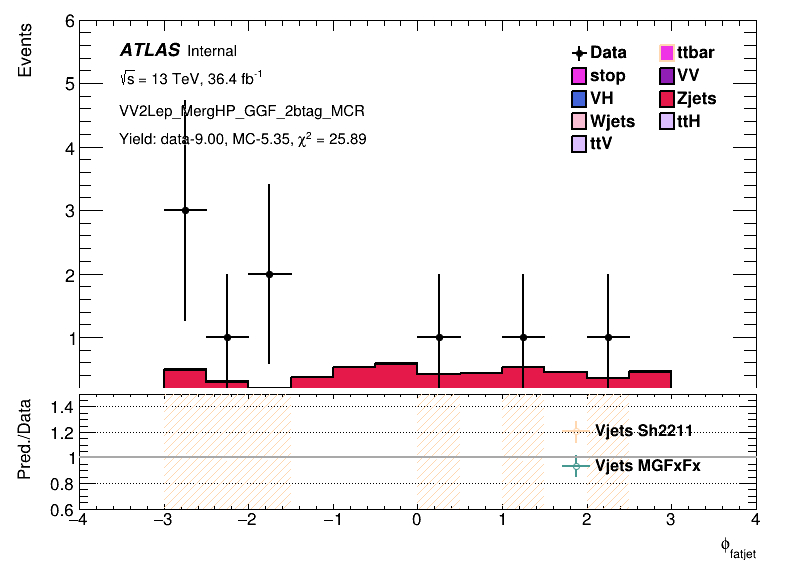 Events
6
5
4
3
2
1
ATLAS Internal
√s = 13 TeV, 36.4 fb⁻¹
VV2Lep_MergHP_GGF_2btag_MCR
Yield: data-9.00, MC-5.35, χ² = 25.89
Data
ttbar
stop
VV
VH
Zjets
Wjets
ttH
ttV
Pred./Data
1.4
1.2
1
0.8
0.6
Vjets Sh2211
Vjets MGFxFx
−4 −3 −2 −1 0 1 2 3 4
ϕfatjet